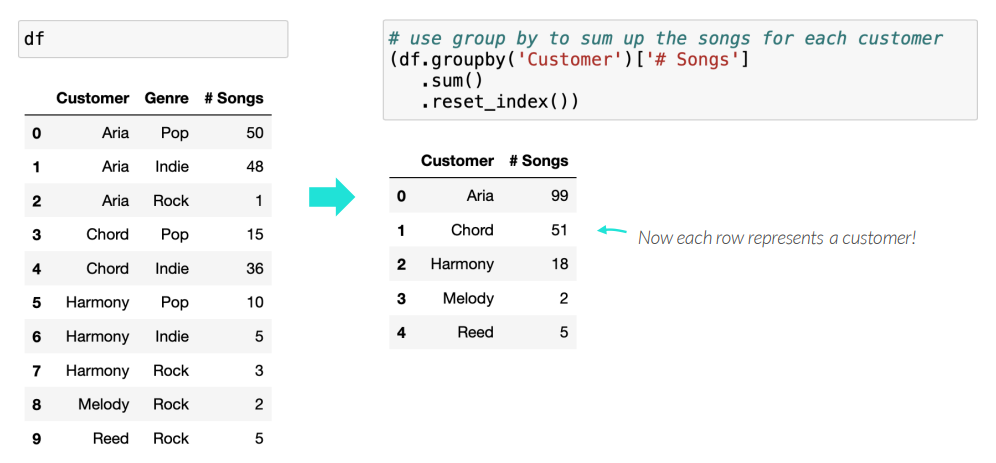 df
Customer Genre # Songs
0 Aria Pop 50
1 Aria Indie 48
2 Aria Rock 1
3 Chord Pop 15
4 Chord Indie 36
5 Harmony Pop 10
6 Harmony Indie 5
7 Harmony Rock 3
8 Melody Rock 2
9 Reed Rock 5
# use group by to sum up the songs for each customer
(df.groupby('Customer')['# Songs']
.sum()
.reset_index())
Customer # Songs
0 Aria 99
1 Chord 51
2 Harmony 18
3 Melody 2
4 Reed 5
Now each row represents a customer!